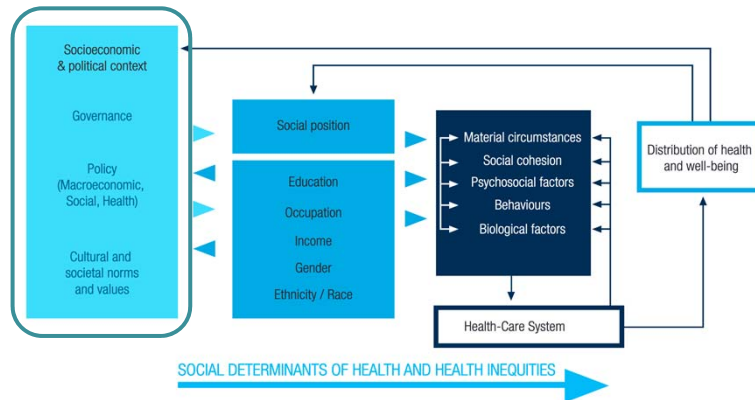 Socioeconomic
& political context
Governance
Policy
(Macroeconomic,
Social, Health)
Cultural and
societal norms
and values
Social position
Education
Occupation
Income
Gender
Ethnicity / Race
Material circumstances
Social cohesion
Psychosocial factors
Behaviours
Biological factors
Health-Care System
Distribution of health
and well-being
SOCIAL DETERMINANTS OF HEALTH AND HEALTH INEQUITIES